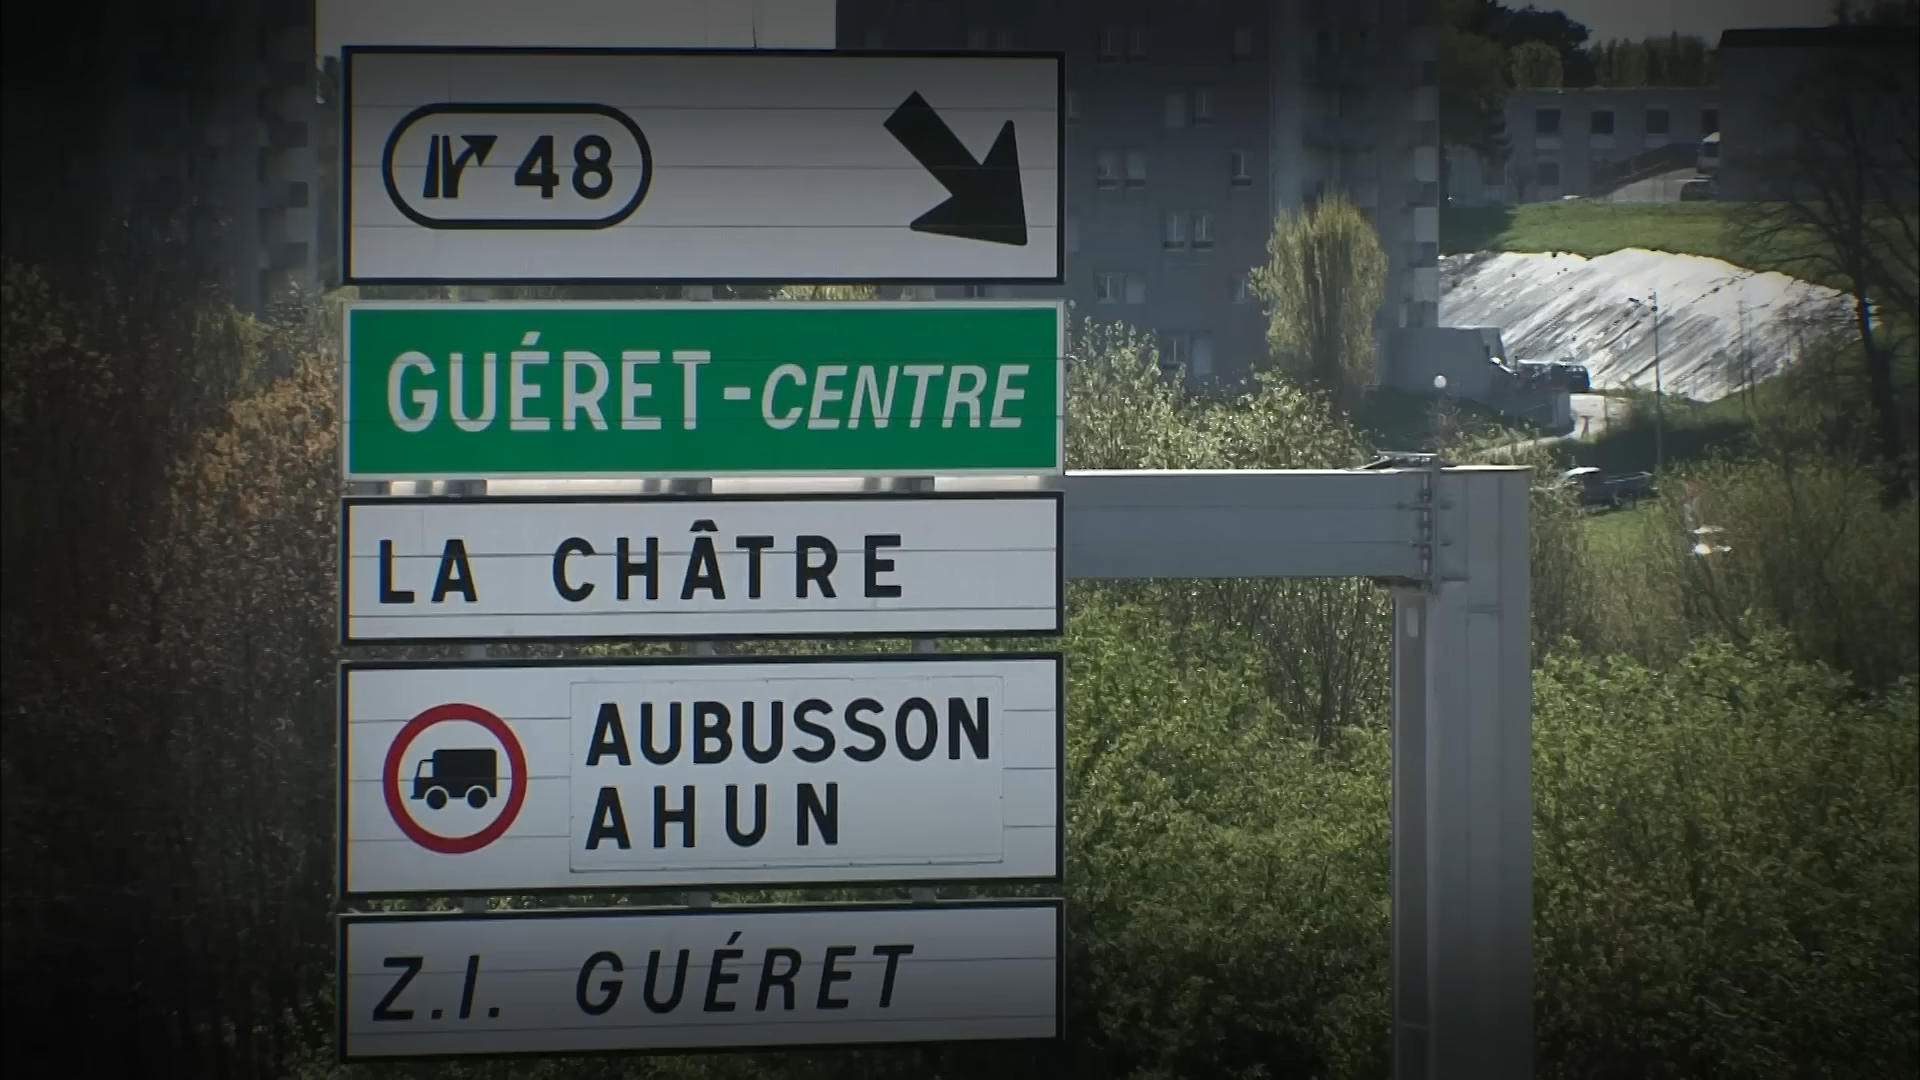 48
GUÉRET-CENTRE
LA CHÂTRE
AUBUSSON
AHUN
Z.I. GUÉRET